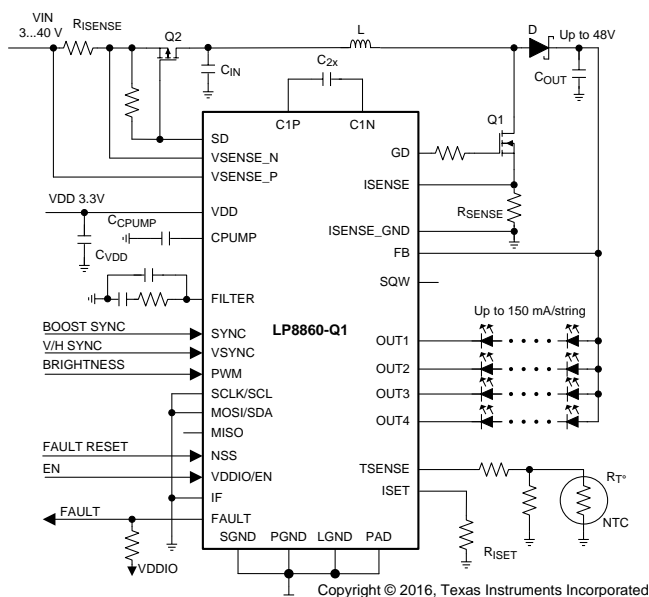 VIN
3...40 V
RISENSE
Q2
L
D
Up to 48V
CIN
C2x
COUT
C1P
C1N
Q1
SD
GD
VSENSE_N
VSENSE_P
ISENSE
VDD 3.3V
VDD
RSENSE
CCPUMP
CPUMP
ISENSE_GND
CVDD
FB
SQW
FILTER
Up to 150 mA/string
BOOST SYNC
SYNC
LP8860-Q1
OUT1
V/H SYNC
VSYNC
BRIGHTNESS
PWM
OUT2
SCLK/SCL
OUT3
MOSI/SDA
OUT4
MISO
FAULT RESET
NSS
EN
VDDIO/EN
TSENSE
RT°
IF
ISET
NTC
FAULT
FAULT
SGND
PGND
LGND
PAD
RISET
VDDIO
Copyright © 2016, Texas Instruments Incorporated